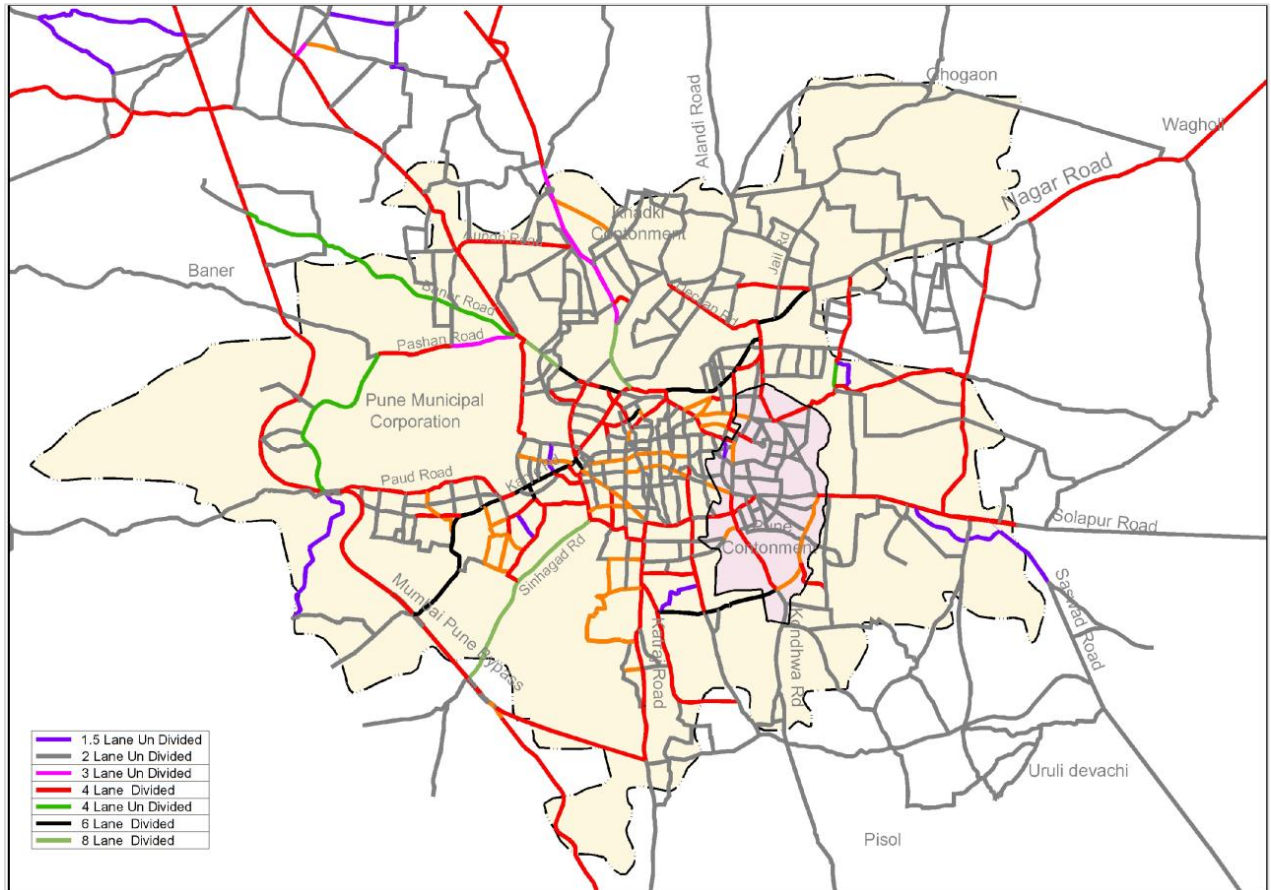 Alandi Road
Ohogaon
Wagholi
Nagar Road
Khadki
Contonment
Aundh Road
Jail Rd
Baner
Baner Road
Deccan Rd
Pashan Road
Pune Municipal
Corporation
Paud Road
Solapur Road
Pune
Contonment
Sinhagad Rd
Mumbai Pune Bypass
Katraj Road
Kondhwa Rd
Saswad Road
Uruli devachi
Pisol
1.5 Lane Un Divided
2 Lane Un Divided
3 Lane Un Divided
4 Lane Divided
4 Lane Un Divided
6 Lane Divided
8 Lane Divided